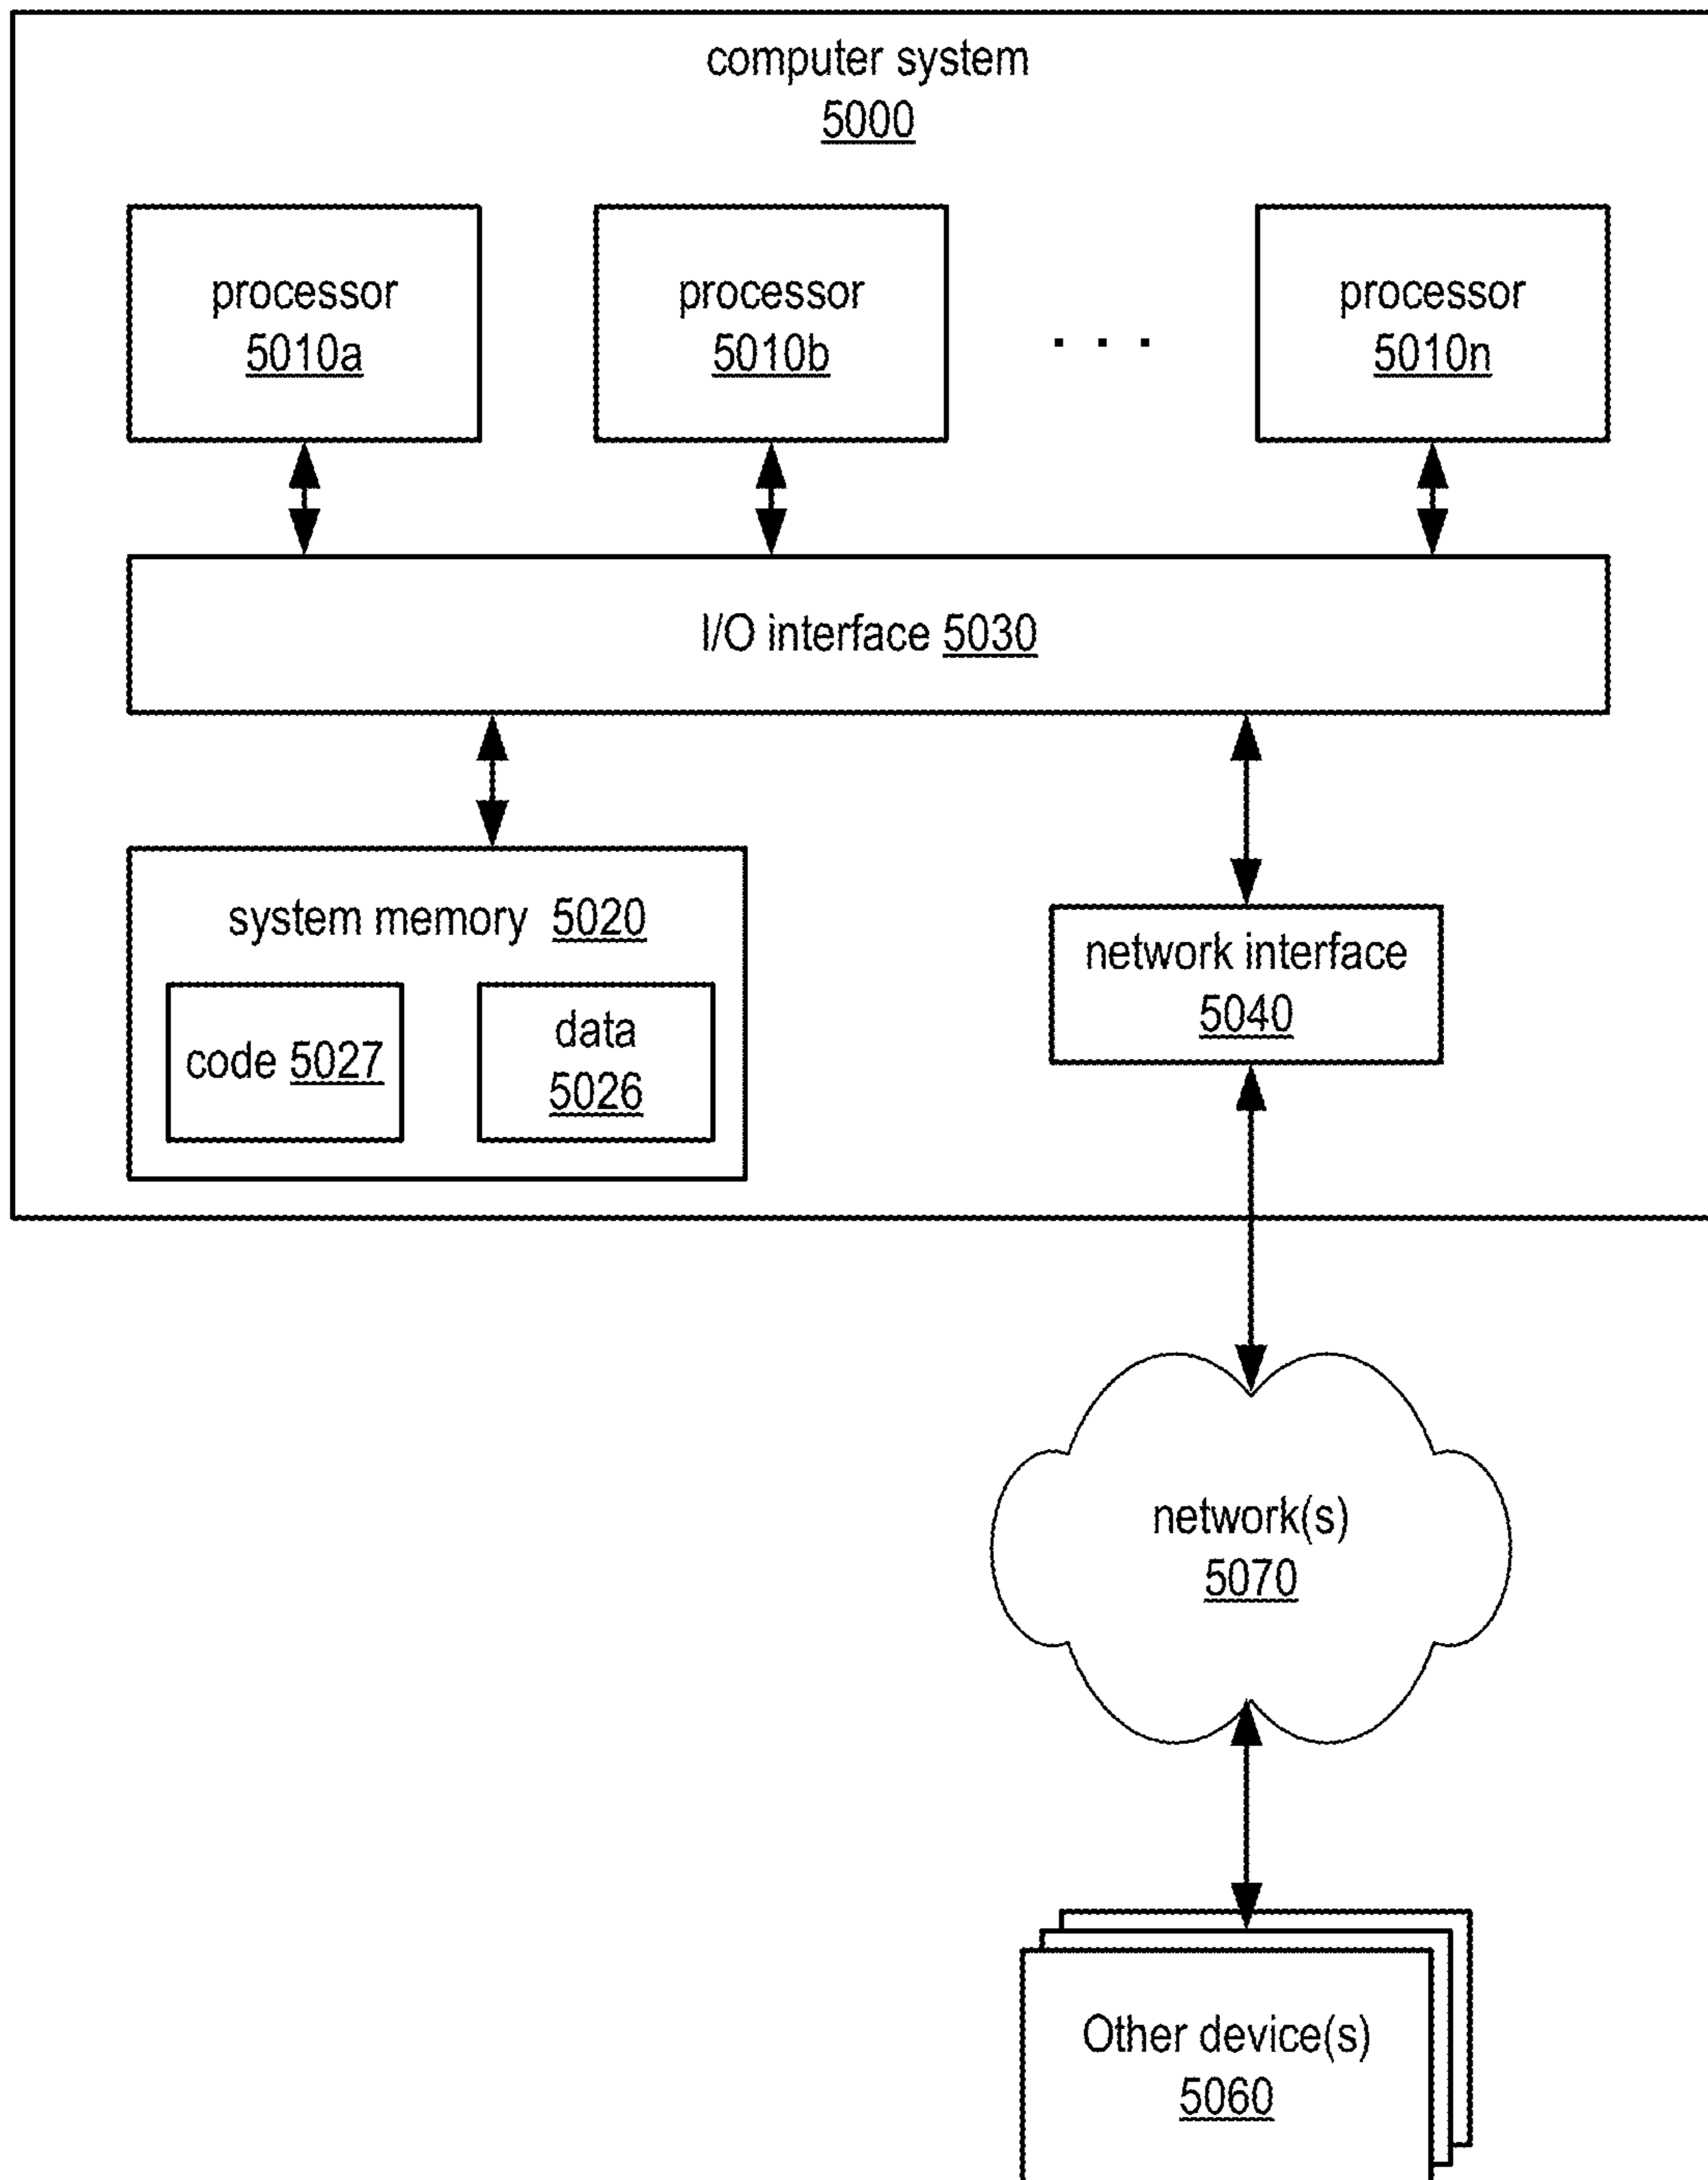 computer system
5000
processor
5010a
processor
5010b
. . .
processor
5010n
I/O interface 5030
system memory 5020
code 5027
data
5026
network interface
5040
network(s)
5070
Other device(s)
5060